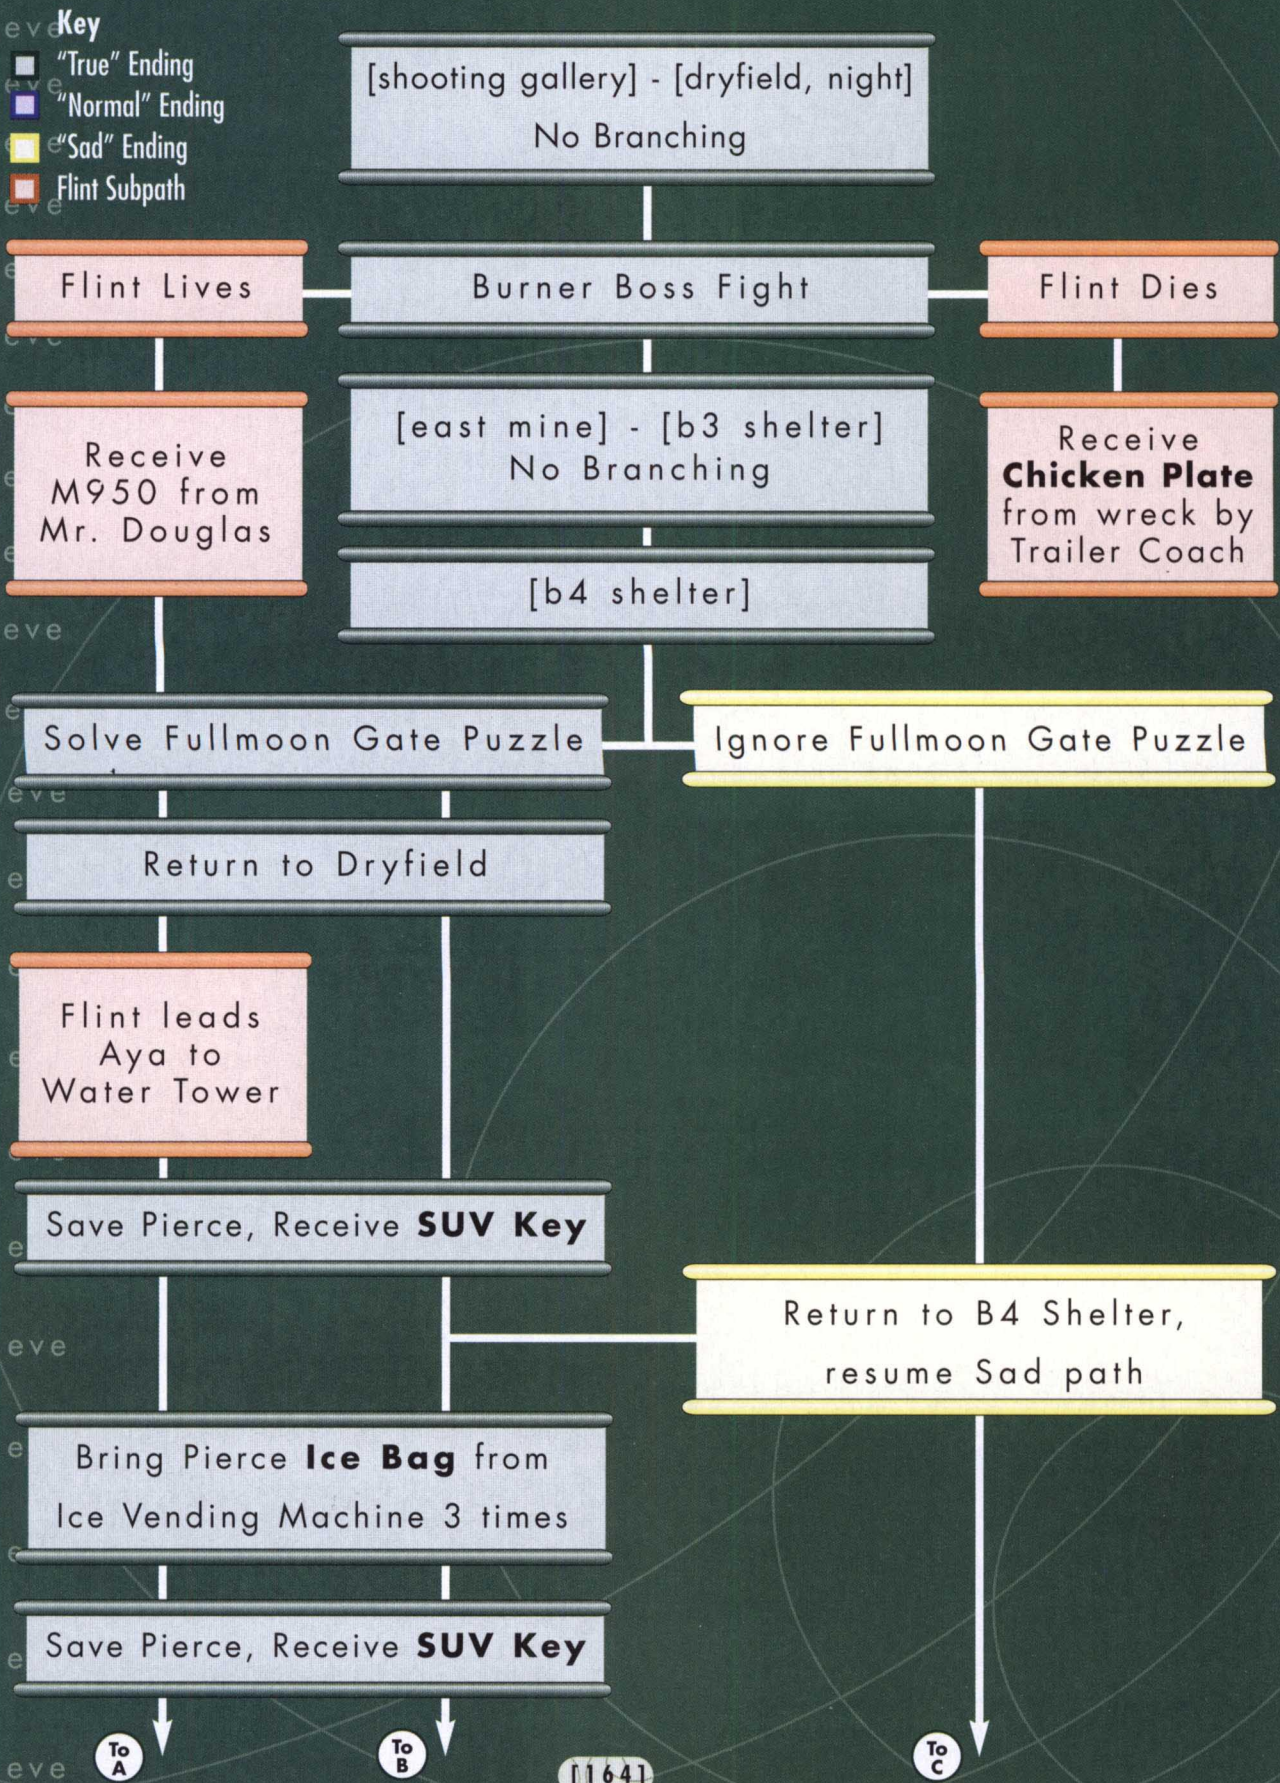 Key
"True" Ending
"Normal" Ending
"Sad" Ending
Flint Subpath
[shooting gallery] - [dryfield, night]
No Branching
Flint Lives
Burner Boss Fight
Flint Dies
Receive
M950 from
Mr. Douglas
[east mine] - [b3 shelter]
No Branching
Receive
Chicken Plate
from wreck by
Trailer Coach
[b4 shelter]
eve
Solve Fullmoon Gate Puzzle
Ignore Fullmoon Gate Puzzle
eve
Return to Dryfield
Flint leads
Aya to
Water Tower
Save Pierce, Receive SUV Key
Return to B4 Shelter,
resume Sad path
eve
Bring Pierce Ice Bag from
Ice Vending Machine 3 times
Save Pierce, Receive SUV Key
To
A
To
B
To
C
eve
[164]